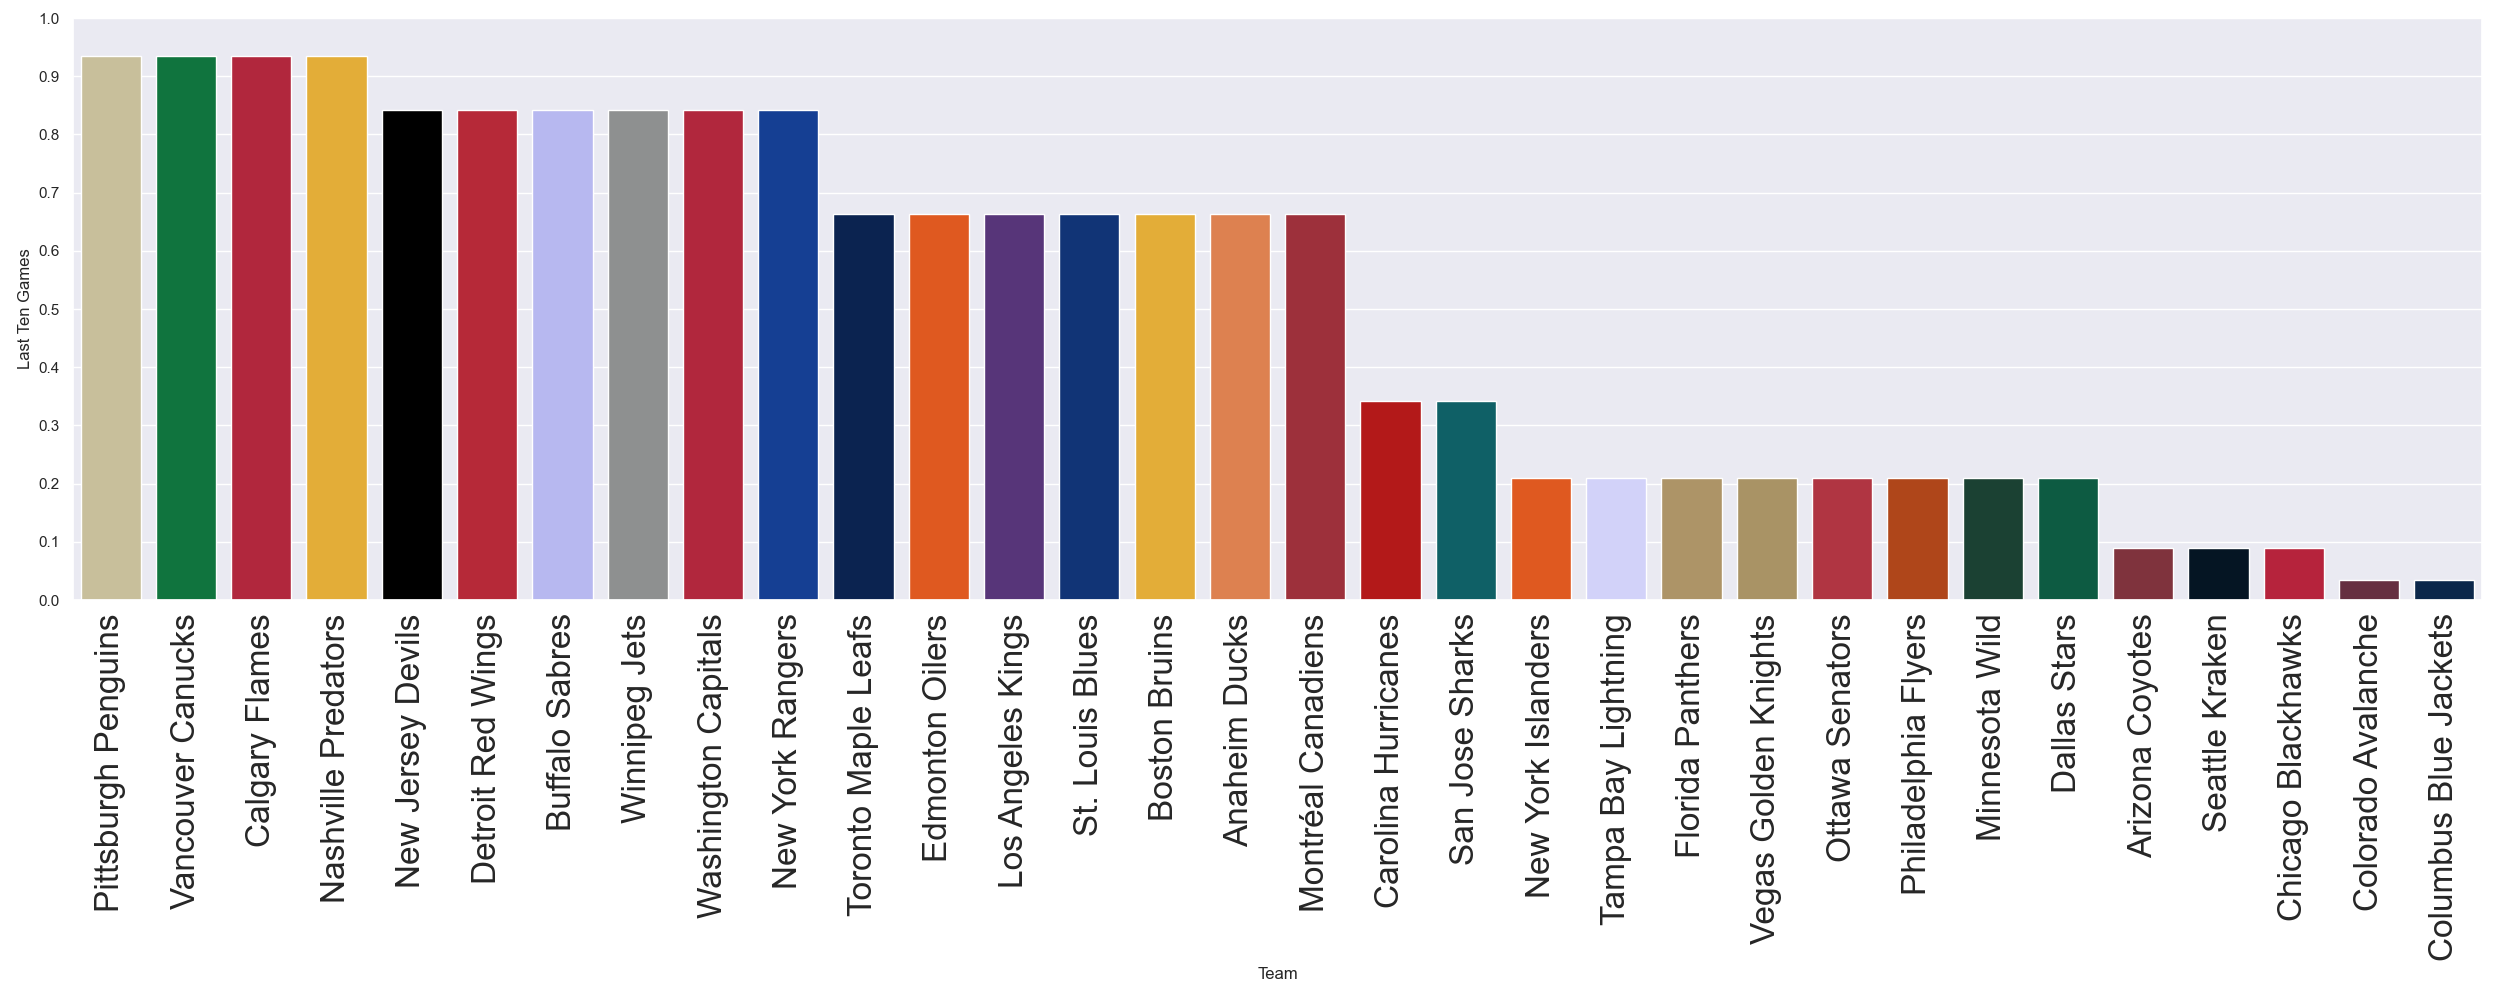 1.0
0.9
0.8
0.7
0.6
0.5
0.4
0.3
0.2
0.1
0.0
Last Ten Games
Pittsburgh Penguins
Vancouver Canucks
Calgary Flames
Nashville Predators
New Jersey Devils
Detroit Red Wings
Buffalo Sabres
Winnipeg Jets
Washington Capitals
New York Rangers
Toronto Maple Leafs
Edmonton Oilers
Los Angeles Kings
St. Louis Blues
Boston Bruins
Anaheim Ducks
Montréal Canadiens
Carolina Hurricanes
San Jose Sharks
New York Islanders
Tampa Bay Lightning
Florida Panthers
Vegas Golden Knights
Ottawa Senators
Philadelphia Flyers
Minnesota Wild
Dallas Stars
Arizona Coyotes
Seattle Kraken
Chicago Blackhawks
Colorado Avalanche
Columbus Blue Jackets
Team